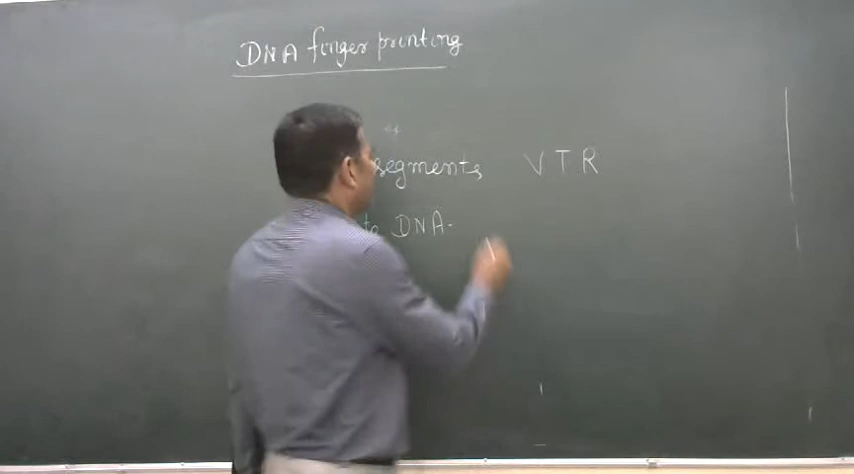 DNA finger printing
segments VTR
DNA.